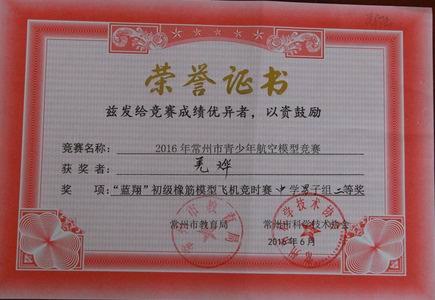 荣誉证书
兹发给竞赛成绩优异者，以资鼓励
竞赛名称： 2016年常州市青少年航空模型竞赛
获奖者： 羌烨
奖项：“蓝翔”初级橡筋模型飞机竞时赛 中学男子组二等奖
常州市教育局 常州市科学技术协会
2016年6月